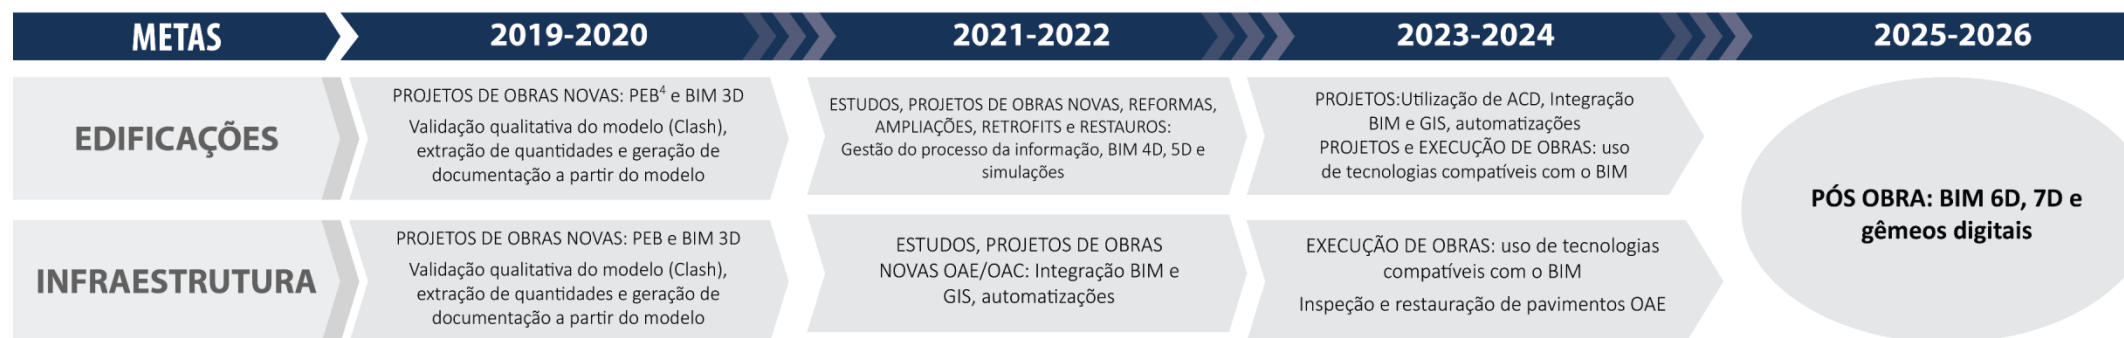 METAS
2019-2020
2021-2022
2023-2024
2025-2026
EDIFICAÇÕES
PROJETOS DE OBRAS NOVAS: PEB⁴ e BIM 3D
Validação qualitativa do modelo (Clash),
extração de quantidades e geração de
documentação a partir do modelo
ESTUDOS, PROJETOS DE OBRAS NOVAS, REFORMAS,
AMPLIAÇÕES, RETROFITS e RESTAUROS:
Gestão do processo da informação, BIM 4D, 5D e
simulações
PROJETOS:Utilização de ACD, Integração
BIM e GIS, automatizações
PROJETOS e EXECUÇÃO DE OBRAS: uso
de tecnologias compatíveis com o BIM
INFRAESTRUTURA
PROJETOS DE OBRAS NOVAS: PEB e BIM 3D
Validação qualitativa do modelo (Clash),
extração de quantidades e geração de
documentação a partir do modelo
ESTUDOS, PROJETOS DE OBRAS
NOVAS OAE/OAC: Integração BIM e
GIS, automatizações
EXECUÇÃO DE OBRAS: uso de tecnologias
compatíveis com o BIM
Inspeção e restauração de pavimentos OAE
PÓS OBRA: BIM 6D, 7D e
gêmeos digitais